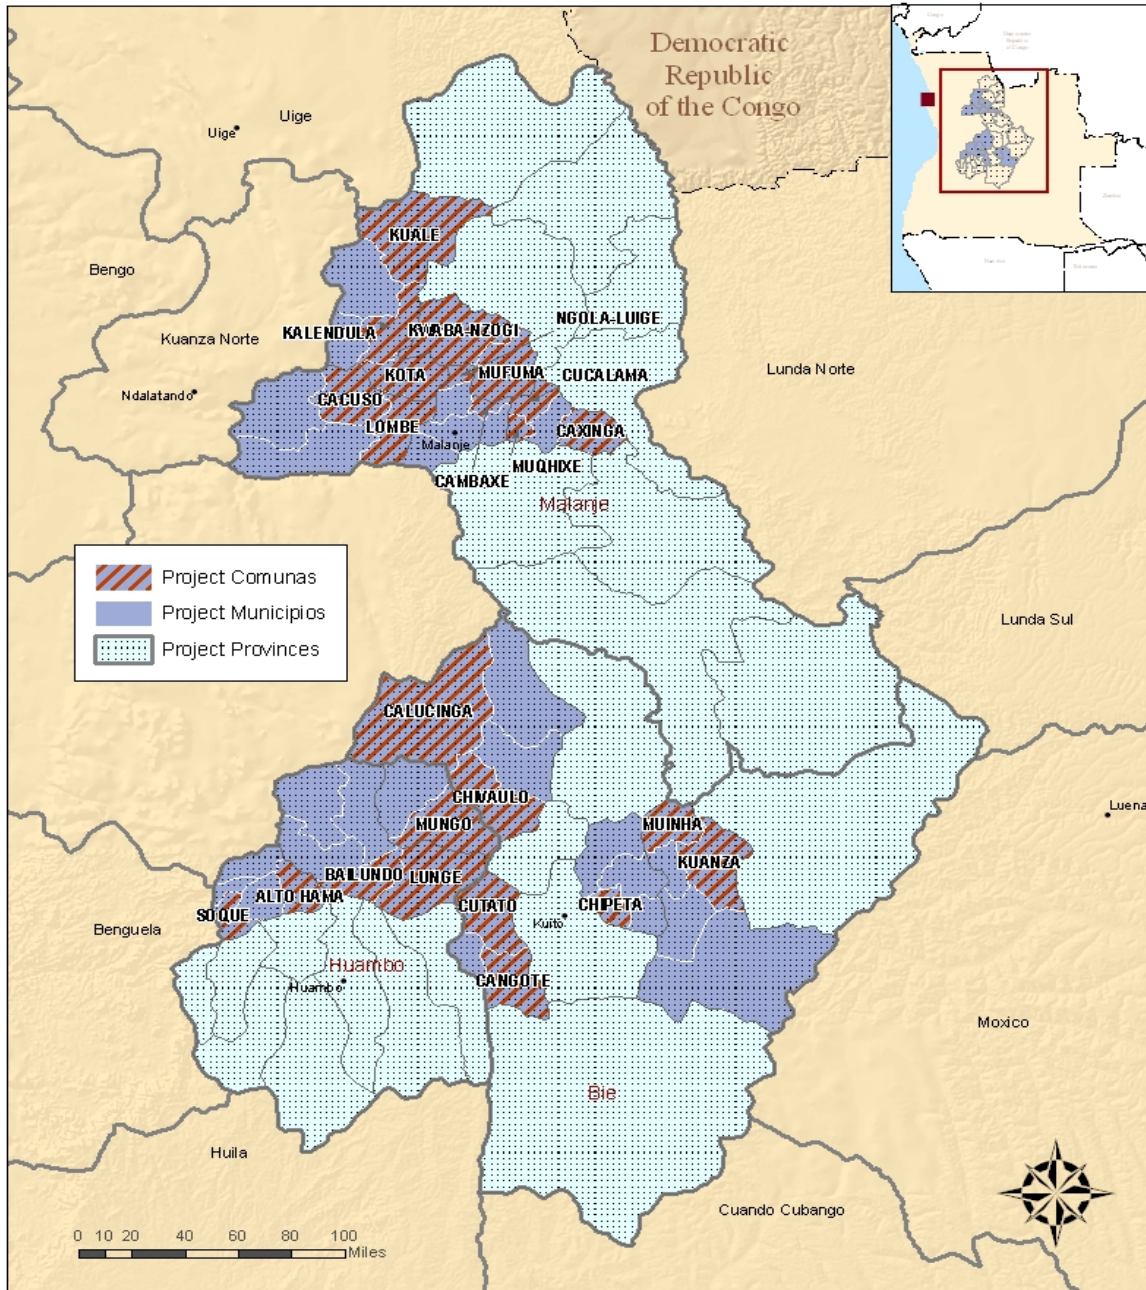 Democratic
Republic
of the Congo
Uige
Uige
KUALE
Bengo
NGOLA-LUIGE
KWABA-NZOGI
KALENDULA
Kuanza Norte
MUFUMA
CUCALAMA
KOTA
Lunda Norte
Ndalatando
CACUSO
LOMBE
CAXINGA
Malanje
MUQHIXE
CAMBAXE
Malanje
Project Comunas
Project Municipios
Project Provinces
Lunda Sul
CALUCINGA
CHIVAULO
Luena
MUNGO
MUINHA
KUANZA
BAILUNDO
LUNGE
ALTO HAMA
CUTATO
CHIPETA
SOQUE
Kuito
Benguela
Huambo
CANGOTE
Huambo
Moxico
Bie
Huila
Cuando Cubango
0 10 20 40 60 80 100
Miles